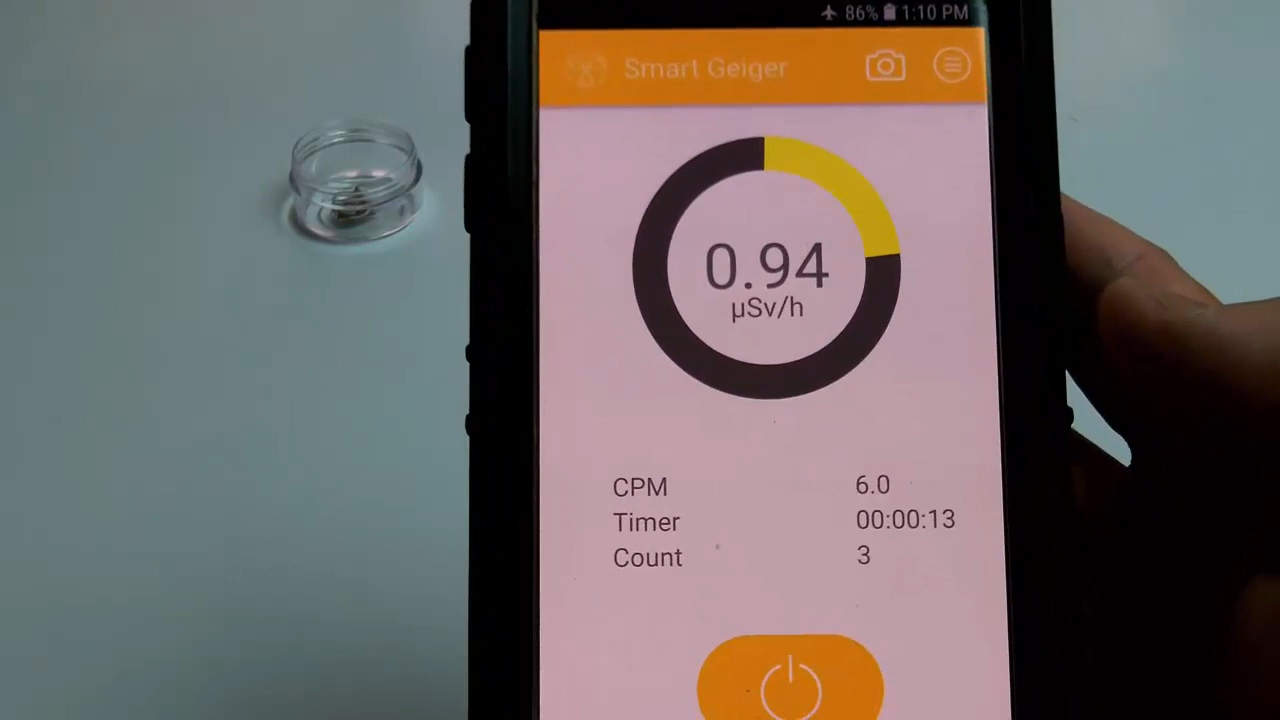 86% 1:10 PM
Smart Geiger
0.94
µSv/h
CPM 6.0
Timer 00:00:13
Count 3